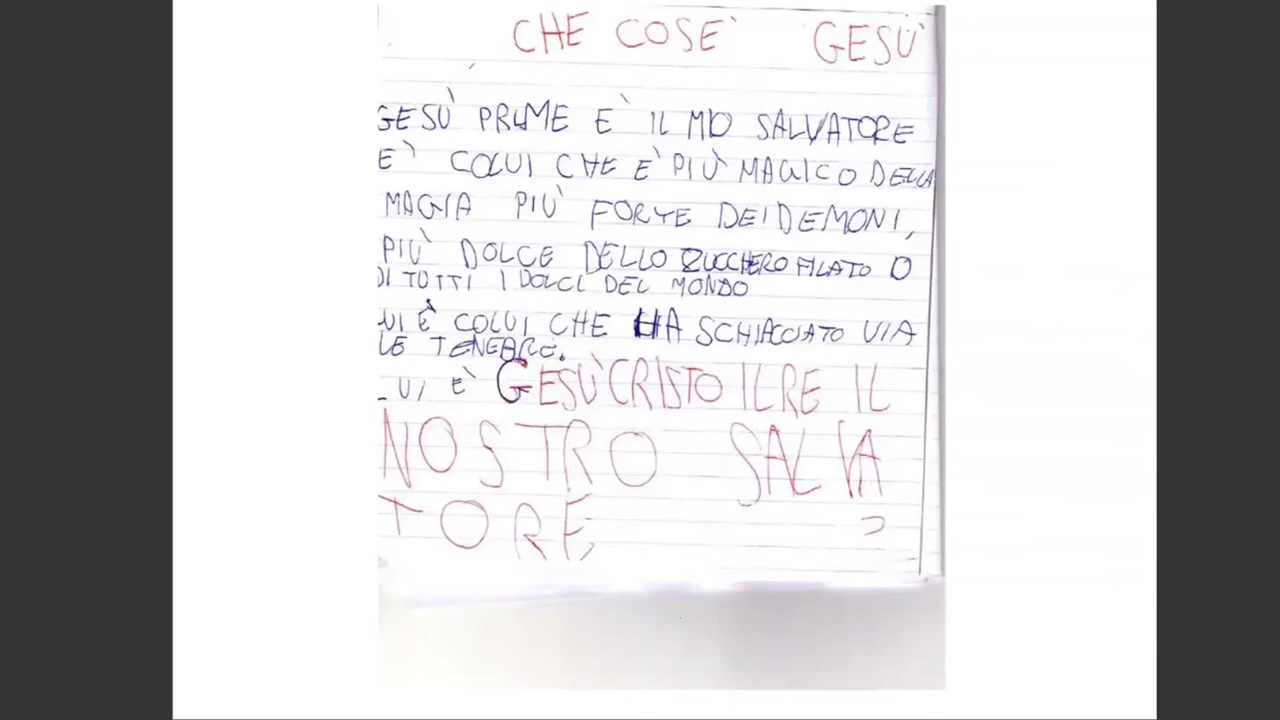 CHE COSE` GESÙ
GESÙ PRIME E` IL MIO SALVATORE
E` COLUI CHE E` PIÙ MAGICO DELLA
MAGIA PIÙ FORTE DEI DEMONI,
PIÙ DOLCE DELLO ZUCCHERO FILATO O
DI TUTTI I DOLCI DEL MONDO
UI È COLUI CHE HA SCHIACCIATO VIA
LE TENEBRE.
LUI E` GESÙ CRISTO IL RE IL
NOSTRO SALVA
TORE